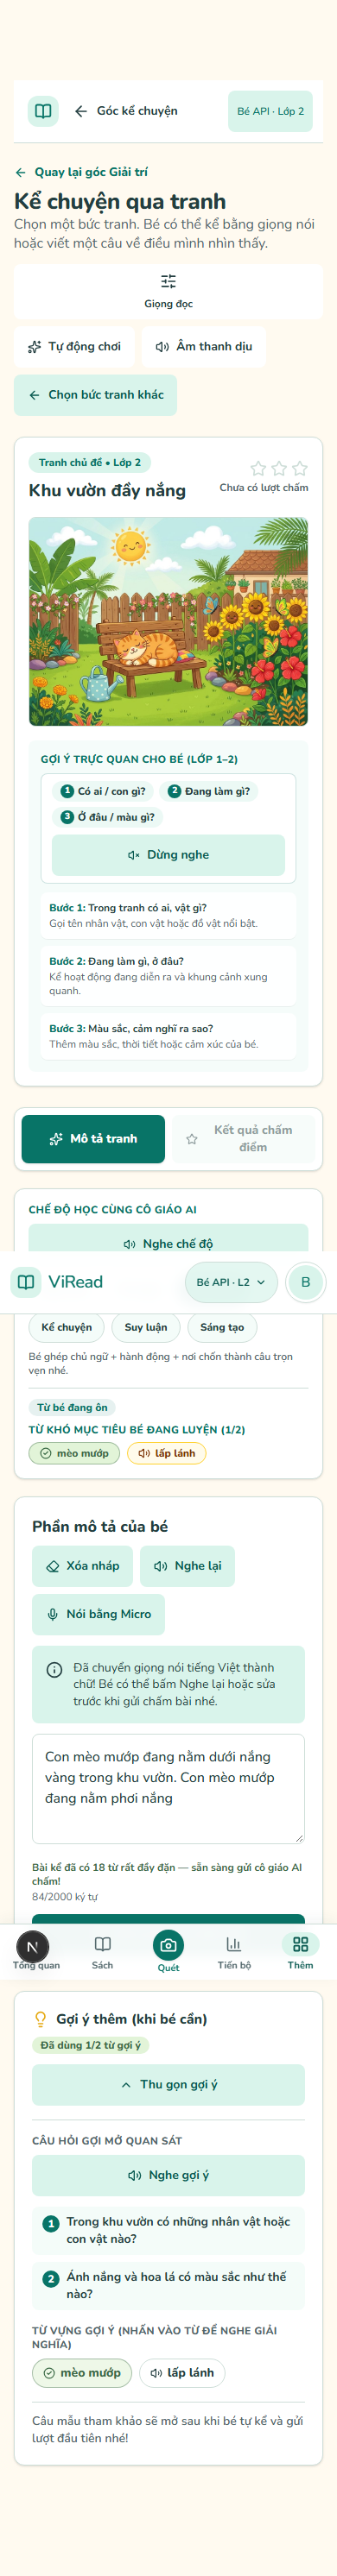 Góc kể chuyện
Bé API · Lớp 2
Quay lại góc Giải trí
Kể chuyện qua tranh
Chọn một bức tranh. Bé có thể kể bằng giọng nói
hoặc viết một câu về điều mình nhìn thấy.
Giọng đọc
Tự động chơi
Âm thanh dịu
Chọn bức tranh khác
Tranh chủ đề • Lớp 2
Khu vườn đầy nắng
Chưa có lượt chấm
GỢI Ý TRỰC QUAN CHO BÉ (LỚP 1–2)
1 Có ai / con gì?
2 Đang làm gì?
3 Ở đâu / màu gì?
Dừng nghe
Bước 1: Trong tranh có ai, vật gì?
Gọi tên nhân vật, con vật hoặc đồ vật nổi bật.
Bước 2: Đang làm gì, ở đâu?
Kể hoạt động đang diễn ra và khung cảnh xung
quanh.
Bước 3: Màu sắc, cảm nghĩ ra sao?
Thêm màu sắc, thời tiết hoặc cảm xúc của bé.
Mô tả tranh
Kết quả chấm
điểm
CHẾ ĐỘ HỌC CÙNG CÔ GIÁO AI
Nghe chế độ
ViRead
Bé API · L2
B
Kể chuyện
Suy luận
Sáng tạo
Bé ghép chủ ngữ + hành động + nơi chốn thành câu trọn
vẹn nhé.
Từ bé đang ôn
TỪ KHÓ MỤC TIÊU BÉ ĐANG LUYỆN (1/2)
mèo mướp
lấp lánh
Phần mô tả của bé
Xóa nháp
Nghe lại
Nói bằng Micro
Đã chuyển giọng nói tiếng Việt thành
chữ! Bé có thể bấm Nghe lại hoặc sửa
trước khi gửi chấm bài nhé.
Con mèo mướp đang nằm dưới nắng
vàng trong khu vườn. Con mèo mướp
đang nằm phơi nắng
Bài kể đã có 18 từ rất đầy đặn — sẵn sàng gửi cô giáo AI
chấm!
84/2000 ký tự
N
Tổng quan
Sách
Quét
Tiến bộ
Thêm
Gợi ý thêm (khi bé cần)
Đã dùng 1/2 từ gợi ý
Thu gọn gợi ý
CÂU HỎI GỢI MỞ QUAN SÁT
Nghe gợi ý
1 Trong khu vườn có những nhân vật hoặc
con vật nào?
2 Ánh nắng và hoa lá có màu sắc như thế
nào?
TỪ VỰNG GỢI Ý (NHẤN VÀO TỪ ĐỂ NGHE GIẢI
NGHĨA)
mèo mướp
lấp lánh
Câu mẫu tham khảo sẽ mở sau khi bé tự kể và gửi
lượt đầu tiên nhé!